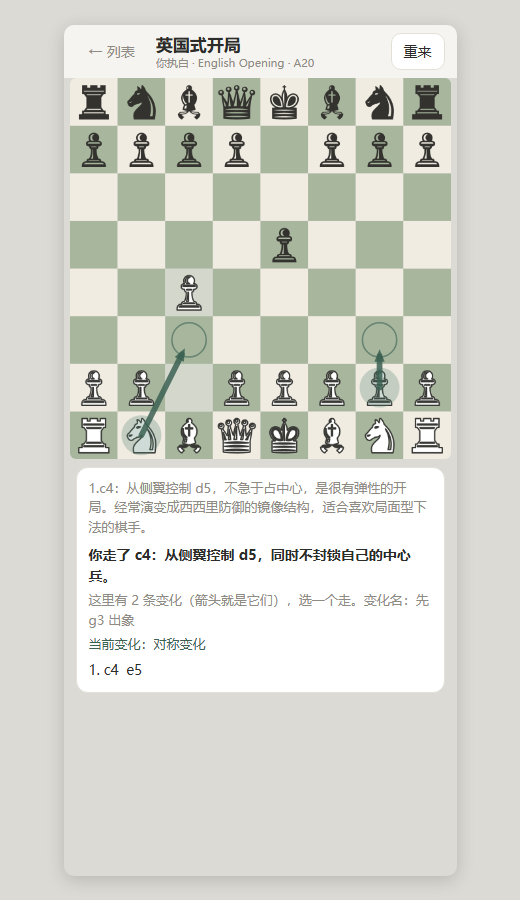 ← 列表
英国式开局
你执白 · English Opening · A20
重来
1.c4：从侧翼控制 d5，不急于占中心，是很有弹性的开
局。经常演变成西西里防御的镜像结构，适合喜欢局面型下
法的棋手。
你走了 c4：从侧翼控制 d5，同时不封锁自己的中心
兵。
这里有 2 条变化（箭头就是它们），选一个走。变化名：先
g3 出象
当前变化：对称变化
1. c4 e5